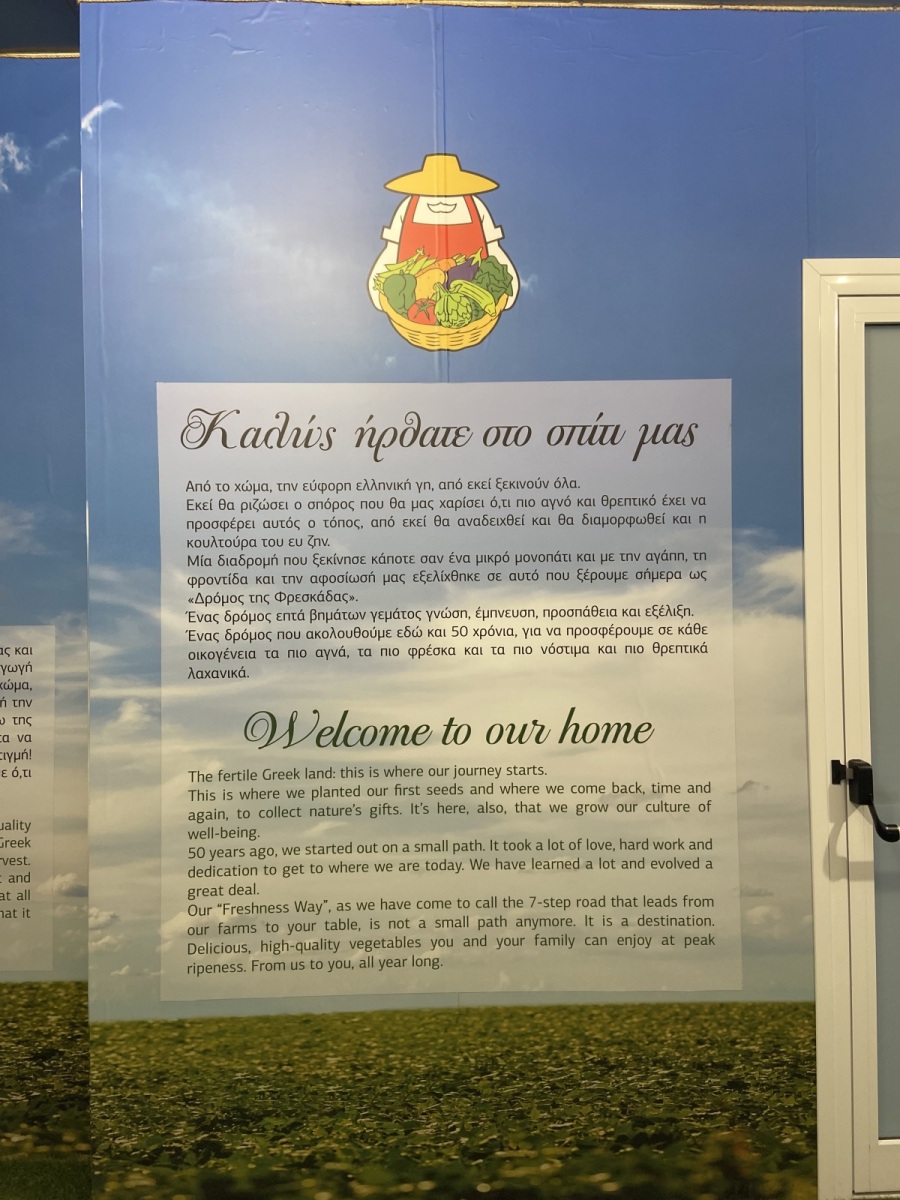 Καλώς ήρθατε στο σπίτι μας
Από το χώμα, την εύφορη ελληνική γη, από εκεί ξεκινούν όλα.
Εκεί θα ριζώσει ο σπόρος που θα μας χαρίσει ό,τι πιο αγνό και θρεπτικό έχει να
προσφέρει αυτός ο τόπος, από εκεί θα αναδειχθεί και θα διαμορφωθεί και η
κουλτούρα του ευ ζην.
Μία διαδρομή που ξεκίνησε κάποτε σαν ένα μικρό μονοπάτι και με την αγάπη, τη
φροντίδα και την αφοσίωσή μας εξελίχθηκε σε αυτό που ξέρουμε σήμερα ως
«Δρόμος της Φρεσκάδας».
Ένας δρόμος επτά βημάτων γεμάτος γνώση, έμπνευση, προσπάθεια και εξέλιξη.
Ένας δρόμος που ακολουθούμε εδώ και 50 χρόνια, για να προσφέρουμε σε κάθε
οικογένεια τα πιο αγνά, τα πιο φρέσκα και τα πιο νόστιμα και πιο θρεπτικά
λαχανικά.
Welcome to our home
The fertile Greek land: this is where our journey starts.
This is where we planted our first seeds and where we come back, time and
again, to collect nature's gifts. It's here, also, that we grow our culture of
well-being.
50 years ago, we started out on a small path. It took a lot of love, hard work and
dedication to get to where we are today. We have learned a lot and evolved a
great deal.
Our “Freshness Way”, as we have come to call the 7-step road that leads from
our farms to your table, is not a small path anymore. It is a destination.
Delicious, high-quality vegetables you and your family can enjoy at peak
ripeness. From us to you, all year long.
και
την
της
να
ό,τι
Greek
and
all
it